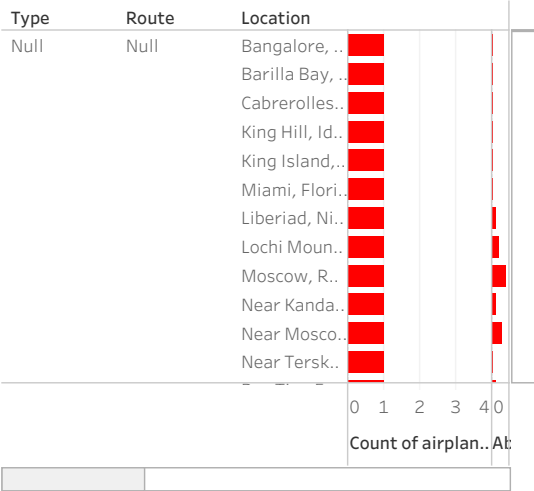 Type Route Location
Null Null Bangalore, ..
Barilla Bay, ..
Cabrerolles..
King Hill, Id..
King Island,..
Miami, Flori..
Liberiad, Ni..
Lochi Moun..
Moscow, R..
Near Kanda..
Near Mosco..
Near Tersk..
0 1 2 3 4 0
Count of airplan.. Ab